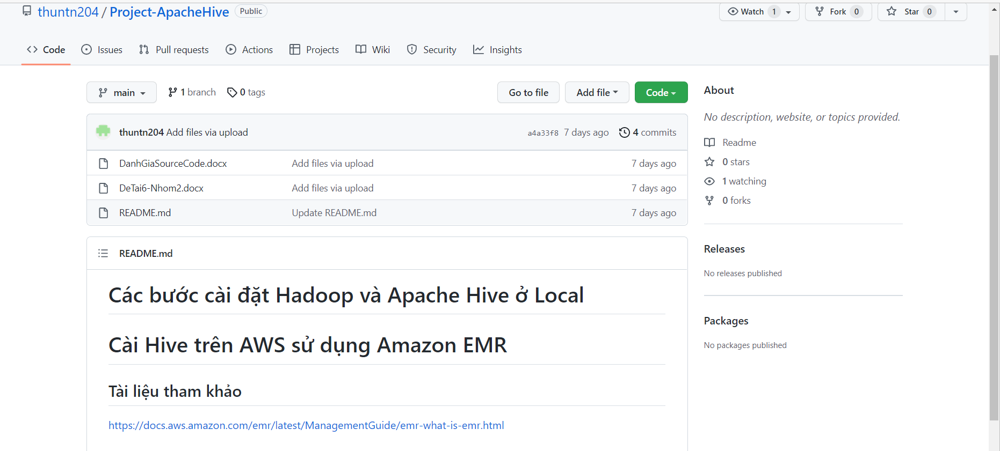 thuntn204 / Project-ApacheHive Public
Watch 1 Fork 0 Star 0
Code Issues Pull requests Actions Projects Wiki Security Insights
main 1 branch 0 tags Go to file Add file Code
thuntn204 Add files via upload a4a33f8 7 days ago 4 commits
DanhGiaSourceCode.docx Add files via upload 7 days ago
DeTai6-Nhom2.docx Add files via upload 7 days ago
README.md Update README.md 7 days ago
README.md
Các bước cài đặt Hadoop và Apache Hive ở Local
Cài Hive trên AWS sử dụng Amazon EMR
Tài liệu tham khảo
https://docs.aws.amazon.com/emr/latest/ManagementGuide/emr-what-is-emr.html
About
No description, website, or topics provided.
Readme
0 stars
1 watching
0 forks
Releases
No releases published
Packages
No packages published